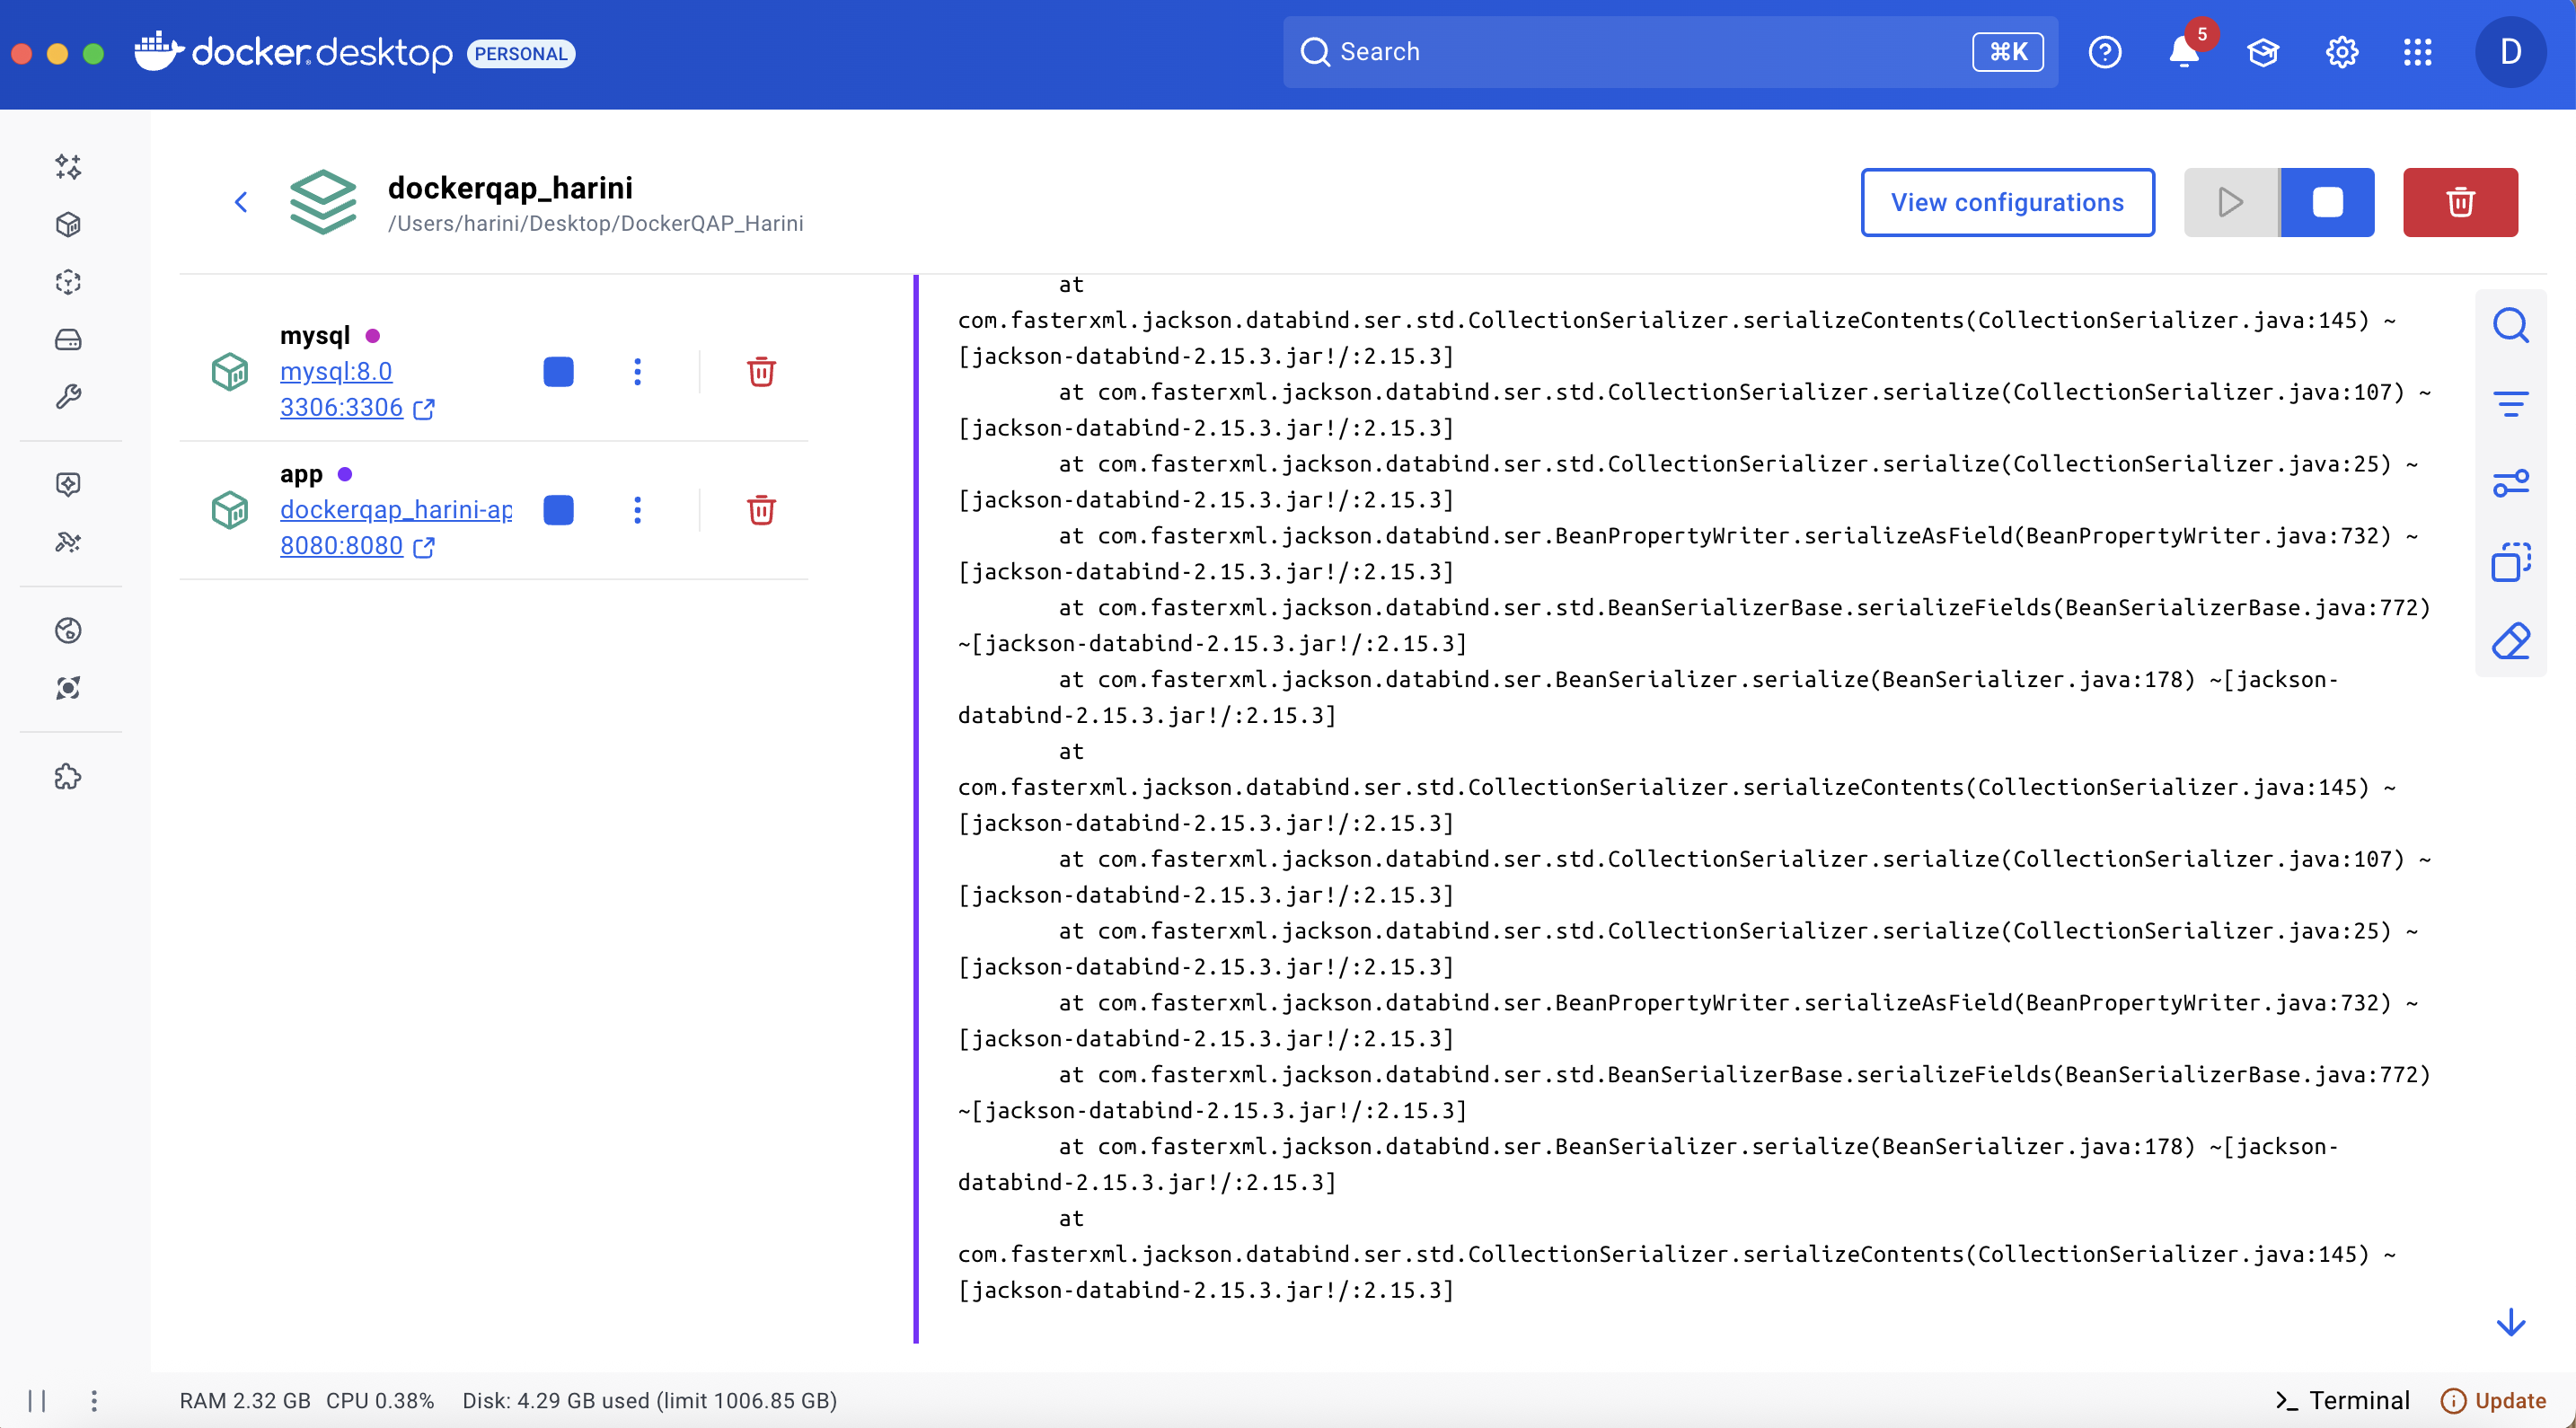 docker.desktop PERSONAL
Search
⌘K
5
D
dockerqap_harini
/Users/harini/Desktop/DockerQAP_Harini
View configurations
mysql
mysql:8.0
3306:3306
app
dockerqap_harini-ap
8080:8080
at
com.fasterxml.jackson.databind.ser.std.CollectionSerializer.serializeContents(CollectionSerializer.java:145) ~
[jackson-databind-2.15.3.jar!/:2.15.3]
at com.fasterxml.jackson.databind.ser.std.CollectionSerializer.serialize(CollectionSerializer.java:107) ~
[jackson-databind-2.15.3.jar!/:2.15.3]
at com.fasterxml.jackson.databind.ser.std.CollectionSerializer.serialize(CollectionSerializer.java:25) ~
[jackson-databind-2.15.3.jar!/:2.15.3]
at com.fasterxml.jackson.databind.ser.BeanPropertyWriter.serializeAsField(BeanPropertyWriter.java:732) ~
[jackson-databind-2.15.3.jar!/:2.15.3]
at com.fasterxml.jackson.databind.ser.std.BeanSerializerBase.serializeFields(BeanSerializerBase.java:772)
~[jackson-databind-2.15.3.jar!/:2.15.3]
at com.fasterxml.jackson.databind.ser.BeanSerializer.serialize(BeanSerializer.java:178) ~[jackson-
databind-2.15.3.jar!/:2.15.3]
at
com.fasterxml.jackson.databind.ser.std.CollectionSerializer.serializeContents(CollectionSerializer.java:145) ~
[jackson-databind-2.15.3.jar!/:2.15.3]
at com.fasterxml.jackson.databind.ser.std.CollectionSerializer.serialize(CollectionSerializer.java:107) ~
[jackson-databind-2.15.3.jar!/:2.15.3]
at com.fasterxml.jackson.databind.ser.std.CollectionSerializer.serialize(CollectionSerializer.java:25) ~
[jackson-databind-2.15.3.jar!/:2.15.3]
at com.fasterxml.jackson.databind.ser.BeanPropertyWriter.serializeAsField(BeanPropertyWriter.java:732) ~
[jackson-databind-2.15.3.jar!/:2.15.3]
at com.fasterxml.jackson.databind.ser.std.BeanSerializerBase.serializeFields(BeanSerializerBase.java:772)
~[jackson-databind-2.15.3.jar!/:2.15.3]
at com.fasterxml.jackson.databind.ser.BeanSerializer.serialize(BeanSerializer.java:178) ~[jackson-
databind-2.15.3.jar!/:2.15.3]
at
com.fasterxml.jackson.databind.ser.std.CollectionSerializer.serializeContents(CollectionSerializer.java:145) ~
[jackson-databind-2.15.3.jar!/:2.15.3]
RAM 2.32 GB CPU 0.38% Disk: 4.29 GB used (limit 1006.85 GB)
Terminal
Update